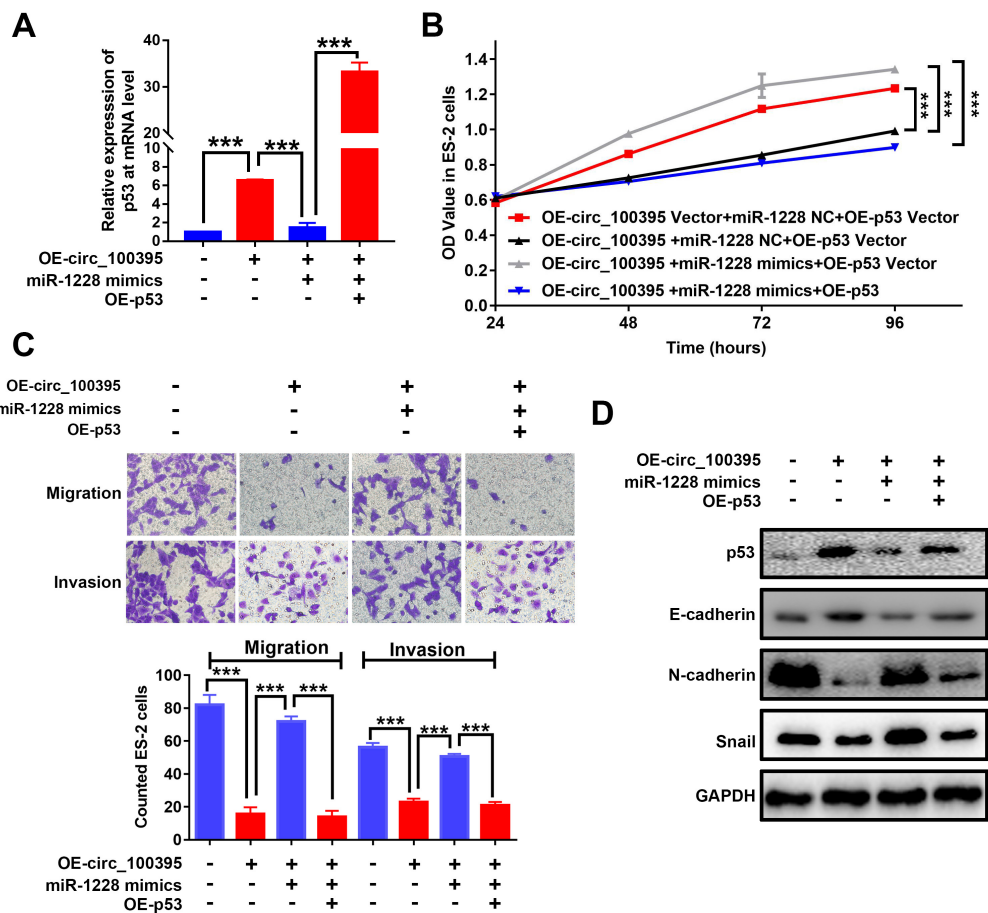 A
Relative expresssion of
p53 at mRNA level
40
30
20
10
8
6
4
2
0
***
***
***
OE-circ_100395 - + + +
miR-1228 mimics - - + +
OE-p53 - - - +
B
OD Value in ES-2 cells
1.4
1.2
1.0
0.8
0.6
0.4
0.2
0.0
24 48 72 96
Time (hours)
OE-circ_100395 Vector+miR-1228 NC+OE-p53 Vector
OE-circ_100395 +miR-1228 NC+OE-p53 Vector
OE-circ_100395 +miR-1228 mimics+OE-p53 Vector
OE-circ_100395 +miR-1228 mimics+OE-p53
***
***
***
C
OE-circ_100395 - + + +
miR-1228 mimics - - + +
OE-p53 - - - +
Migration
Invasion
Migration Invasion
Counted ES-2 cells
100
80
60
40
20
0
*** *** *** *** *** ***
OE-circ_100395 - + + + - + + +
miR-1228 mimics - - + + - - + +
OE-p53 - - - + - - - +
D
OE-circ_100395 - + + +
miR-1228 mimics - - + +
OE-p53 - - - +
p53
E-cadherin
N-cadherin
Snail
GAPDH